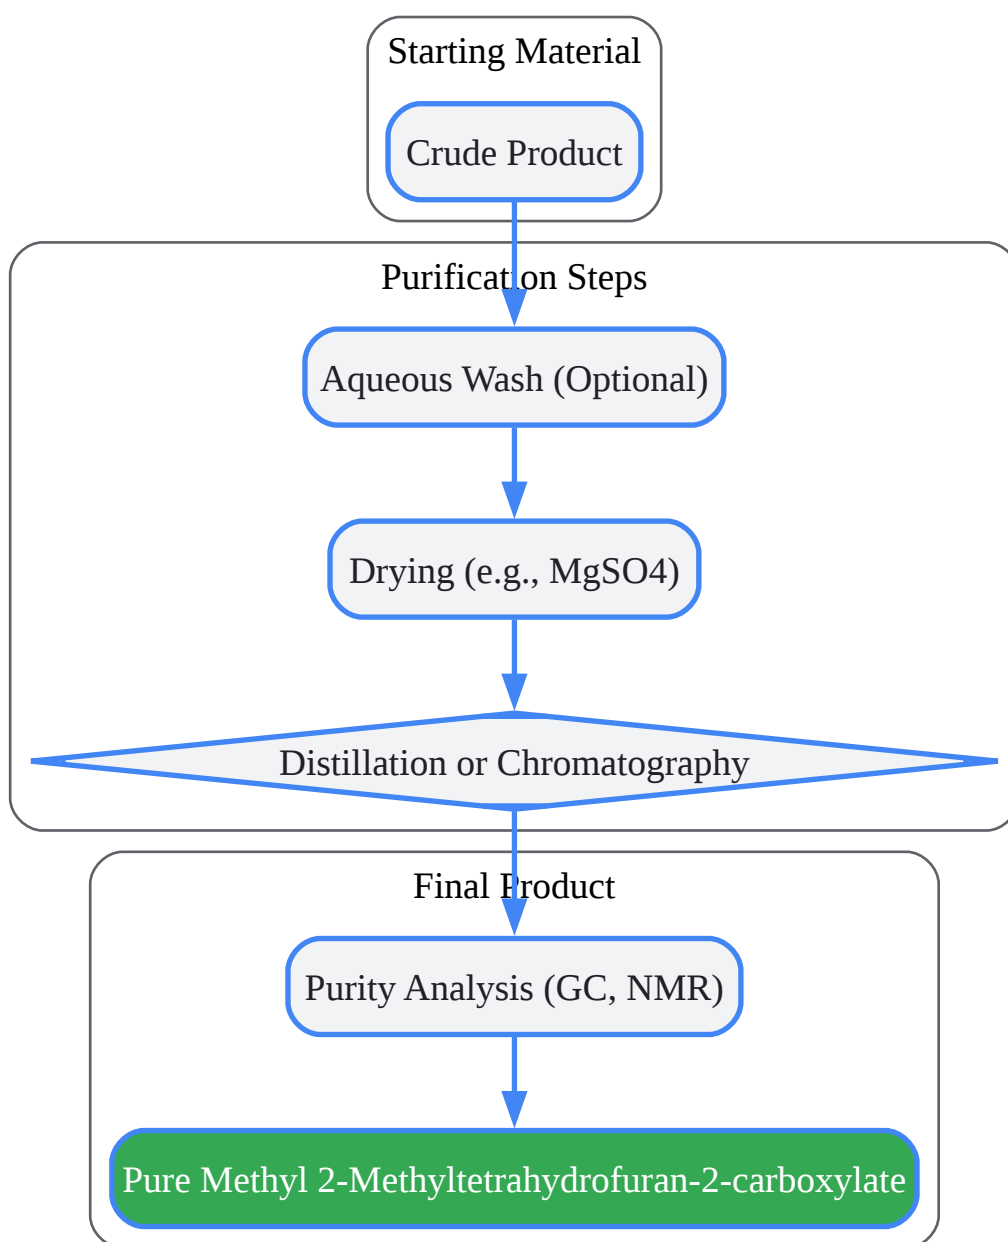 Starting Material
Crude Product
Purification Steps
Aqueous Wash (Optional)
Drying (e.g., MgSO4)
Distillation or Chromatography
Final Product
Purity Analysis (GC, NMR)
Pure Methyl 2-Methyltetrahydrofuran-2-carboxylate